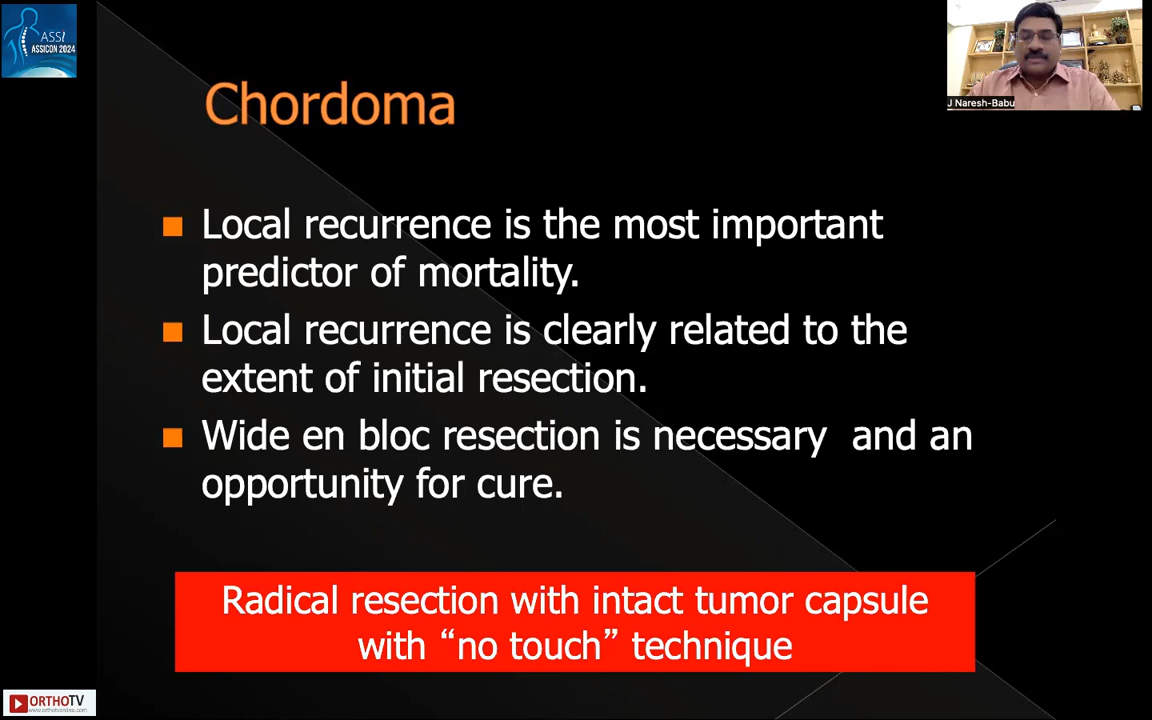 ASSI
ASSICON 2024
J Naresh-Babu
Chordoma
Local recurrence is the most important
predictor of mortality.
Local recurrence is clearly related to the
extent of initial resection.
Wide en bloc resection is necessary  and an
opportunity for cure.
Radical resection with intact tumor capsule
with “no touch” technique
ORTHOTV
www.orthotvonline.com